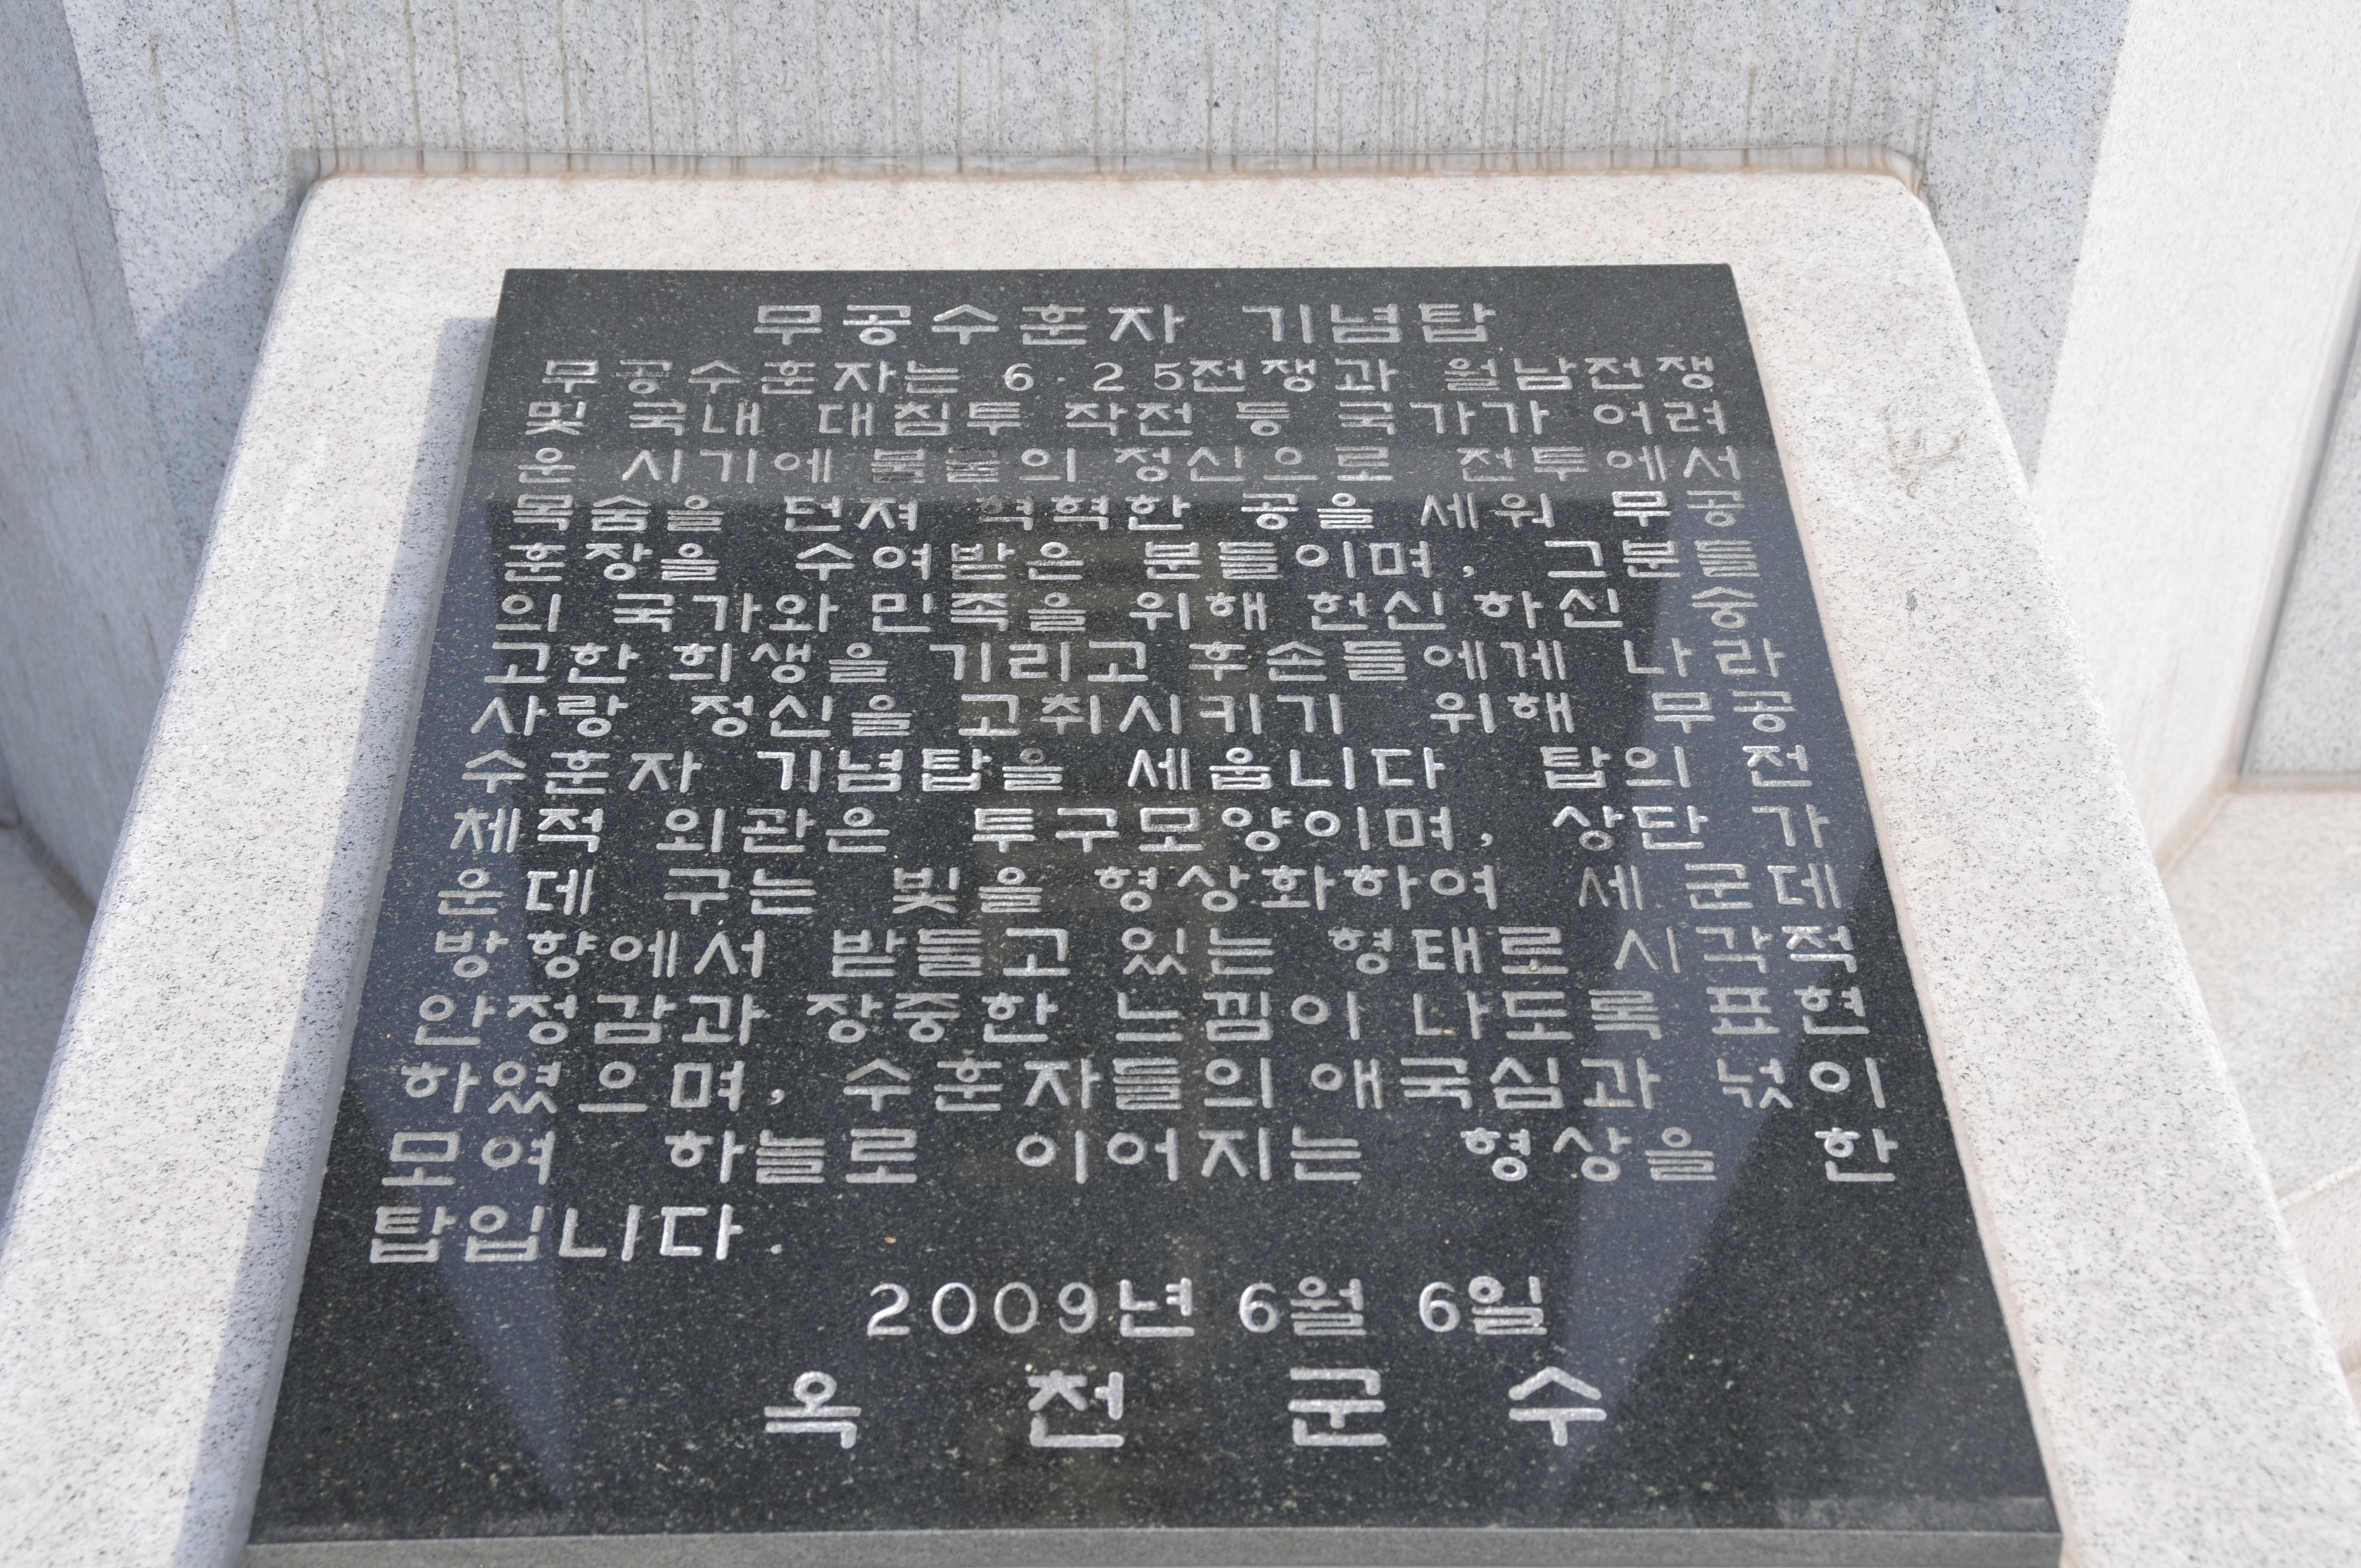 무공수훈자 기념탑
무공수훈자는 6·25전쟁과 월남전쟁
및 국내 대침투 작전 등 국가가 어려
운 시기에 불굴의 정신으로 전투에서
목숨을 던져 혁혁한 공을 세워 무공
훈장을 수여받은 분들이며, 그분들
의 국가와 민족을 위해 헌신 하신 숭
고한 희생을 기리고 후손들에게 나라
사랑 정신을 고취시키기 위해 무공
수훈자 기념탑을 세웁니다 탑의 전
체적 외관은 투구모양이며, 상단 가
운데 구는 빛을 형상화하여 세 군데
방향에서 받들고 있는 형태로 시각적
안정감과 장중한 느낌이 나도록 표현
하였으며, 수훈자들의 애국심과 넋이
모여 하늘로 이어지는 형상을 한
탑입니다.
2009년 6월 6일
옥천군수